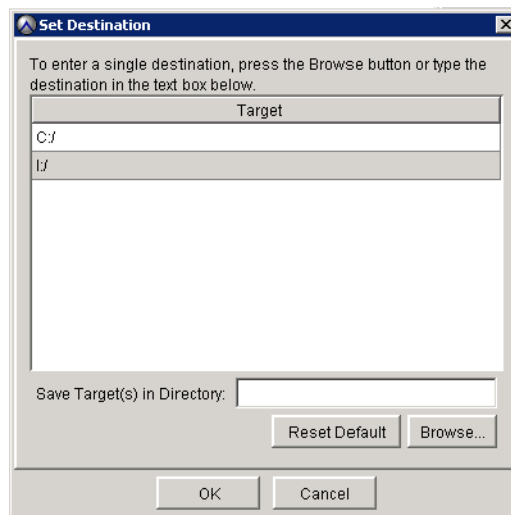 Set Destination
To enter a single destination, press the Browse button or type the
destination in the text box below.
Target
C:/
I:/
Save Target(s) in Directory:
Reset Default
Browse...
OK
Cancel